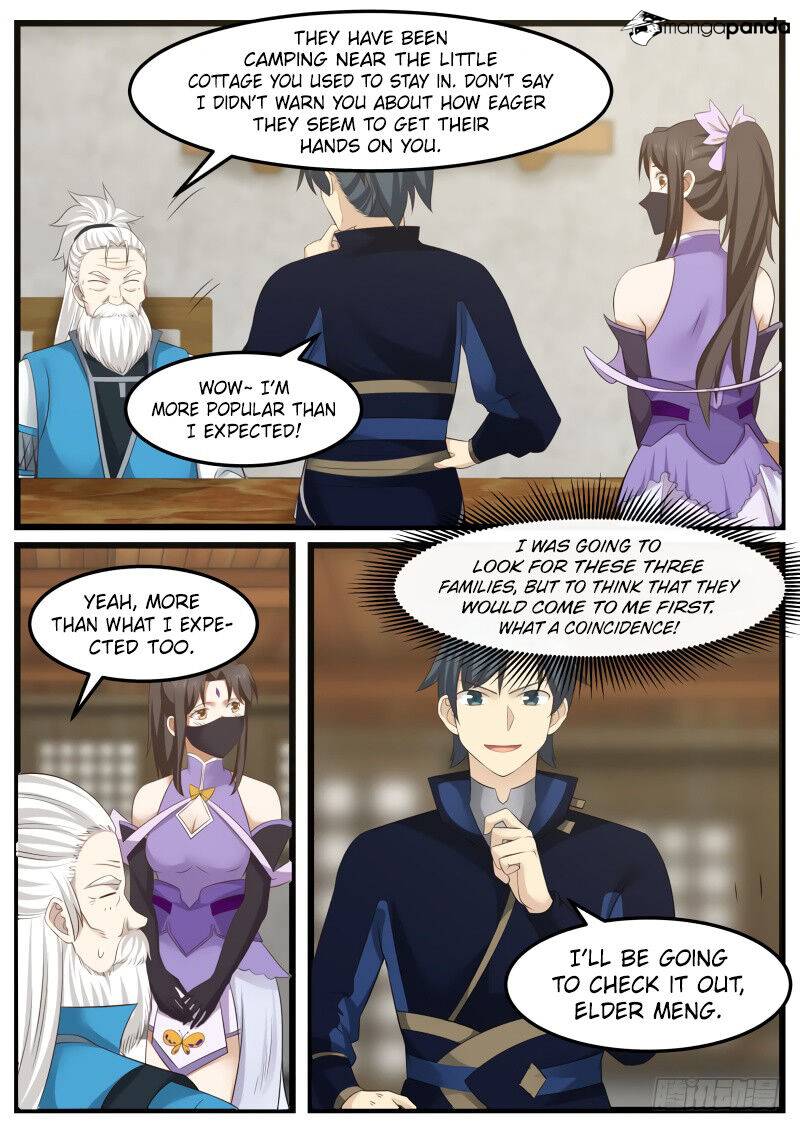 mangapanda
THEY HAVE BEEN
CAMPING NEAR THE LITTLE
COTTAGE YOU USED TO STAY IN. DON'T SAY
I DIDN'T WARN YOU ABOUT HOW EAGER
THEY SEEM TO GET THEIR
HANDS ON YOU.
WOW~ I'M
MORE POPULAR THAN
I EXPECTED!
YEAH, MORE
THAN WHAT I EXPE-
CTED TOO.
I WAS GOING TO
LOOK FOR THESE THREE
FAMILIES, BUT TO THINK THAT THEY
WOULD COME TO ME FIRST.
WHAT A COINCIDENCE!
I'LL BE GOING
TO CHECK IT OUT,
ELDER MENG.